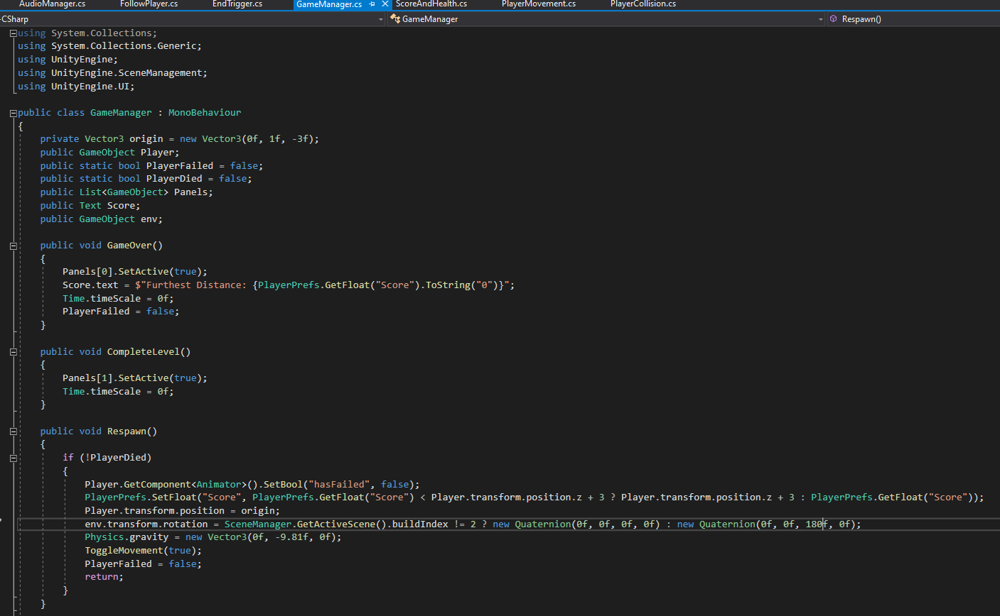 AudioManager.cs FollowPlayer.cs EndTrigger.cs GameManager.cs ScoreAndHealth.cs PlayerMovement.cs PlayerCollision.cs
CSharp GameManager Respawn()
using System.Collections;
using System.Collections.Generic;
using UnityEngine;
using UnityEngine.SceneManagement;
using UnityEngine.UI;
public class GameManager : MonoBehaviour
{
private Vector3 origin = new Vector3(0f, 1f, -3f);
public GameObject Player;
public static bool PlayerFailed = false;
public static bool PlayerDied = false;
public List<GameObject> Panels;
public Text Score;
public GameObject env;
public void GameOver()
{
Panels[0].SetActive(true);
Score.text = $"Furthest Distance: {PlayerPrefs.GetFloat("Score").ToString("0")}";
Time.timeScale = 0f;
PlayerFailed = false;
}
public void CompleteLevel()
{
Panels[1].SetActive(true);
Time.timeScale = 0f;
}
public void Respawn()
{
if (!PlayerDied)
{
Player.GetComponent<Animator>().SetBool("hasFailed", false);
PlayerPrefs.SetFloat("Score", PlayerPrefs.GetFloat("Score") < Player.transform.position.z + 3 ? Player.transform.position.z + 3 : PlayerPrefs.GetFloat("Score"));
Player.transform.position = origin;
env.transform.rotation = SceneManager.GetActiveScene().buildIndex != 2 ? new Quaternion(0f, 0f, 0f, 0f) : new Quaternion(0f, 0f, 180f, 0f);
Physics.gravity = new Vector3(0f, -9.81f, 0f);
ToggleMovement(true);
PlayerFailed = false;
return;
}
}